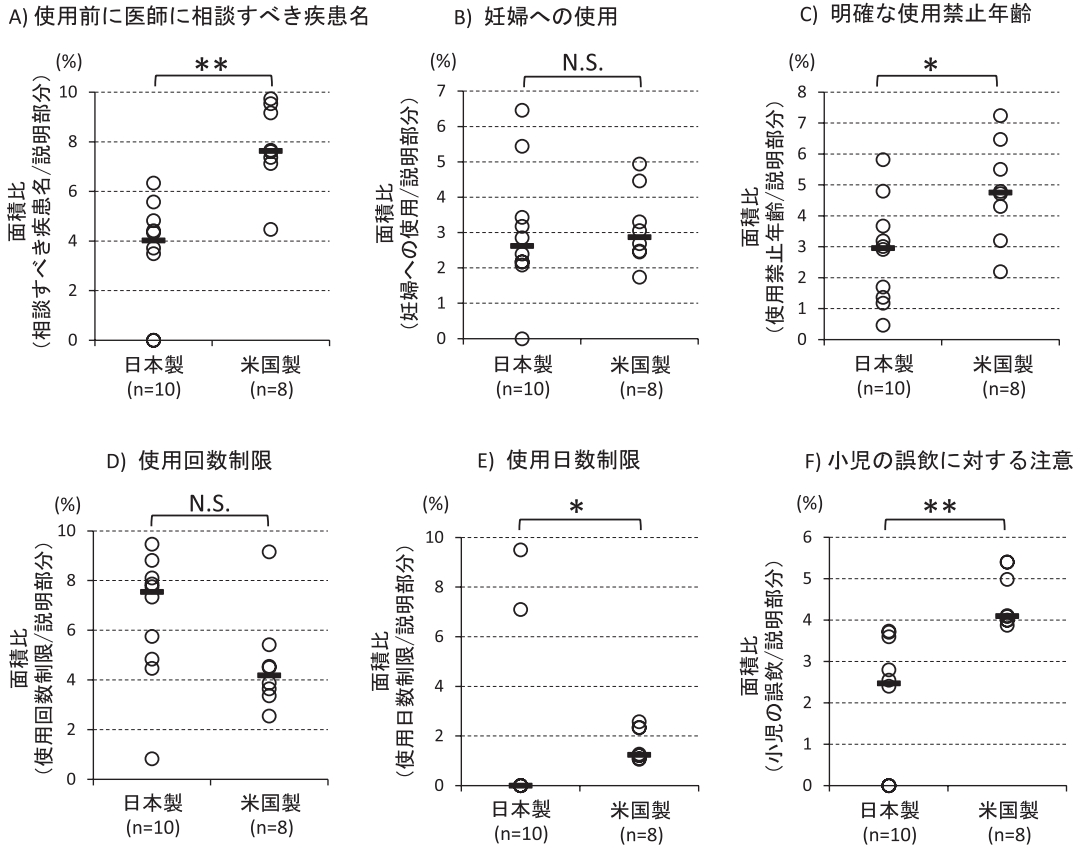 A) 使用前に医師に相談すべき疾患名
(%)
**
面積比
(相談すべき疾患名/説明部分)
10
8
6
4
2
0
日本製
(n=10)
米国製
(n=8)
B) 妊婦への使用
(%)
N.S.
面積比
(妊婦への使用/説明部分)
7
6
5
4
3
2
1
0
日本製
(n=10)
米国製
(n=8)
C) 明確な使用禁止年齢
(%)
*
面積比
(使用禁止年齢/説明部分)
8
7
6
5
4
3
2
1
0
日本製
(n=10)
米国製
(n=8)
D) 使用回数制限
(%)
N.S.
面積比
(使用回数制限/説明部分)
10
8
6
4
2
0
日本製
(n=10)
米国製
(n=8)
E) 使用日数制限
(%)
*
面積比
(使用日数制限/説明部分)
10
8
6
4
2
0
日本製
(n=10)
米国製
(n=8)
F) 小児の誤飲に対する注意
(%)
**
面積比
(小児の誤飲/説明部分)
6
5
4
3
2
1
0
日本製
(n=10)
米国製
(n=8)